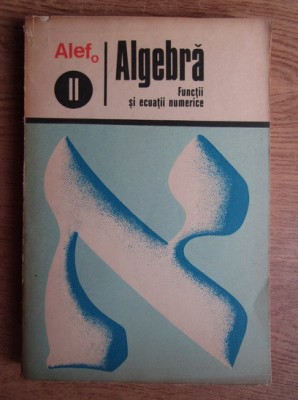 Alef₀
II
Algebră
Funcții
și ecuații numerice
א